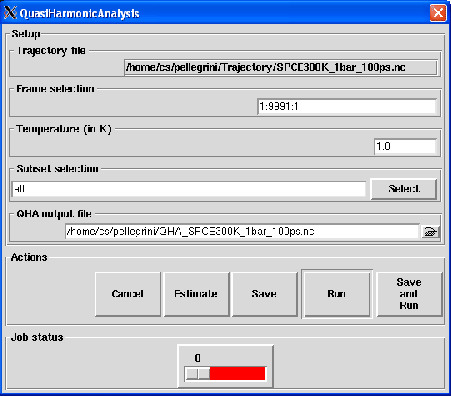 QuasiHarmonicAnalysis
Setup
Trajectory file
/home/cs/pellegrini/Trajectory/SPCE300K_1bar_100ps.nc
Frame selection
1:9991:1
Temperature (in K)
1.0
Subset selection
all
Select
QHA output file
/home/cs/pellegrini/QHA_SPCE300K_1bar_100ps.nc
Actions
Cancel
Estimate
Save
Run
Save
and
Run
Job status
0